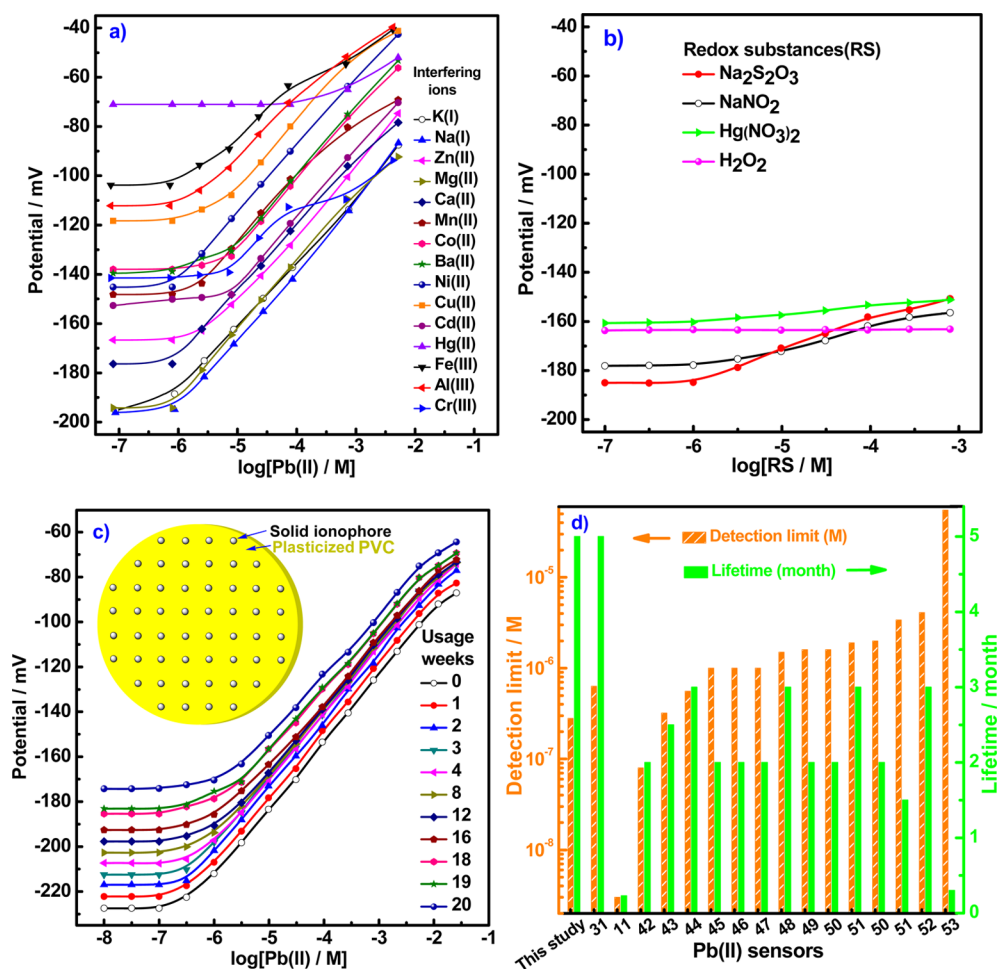 a)
-40
-60
-80
-100
-120
-140
-160
-180
-200
Potential / mV
-7 -6 -5 -4 -3 -2 -1
log[Pb(II) / M]
Interfering
ions
K(I)
Na(I)
Zn(II)
Mg(II)
Ca(II)
Mn(II)
Co(II)
Ba(II)
Ni(II)
Cu(II)
Cd(II)
Hg(II)
Fe(III)
Al(III)
Cr(III)
b)
-40
-60
-80
-100
-120
-140
-160
-180
-200
Potential / mV
-7 -6 -5 -4 -3
log[RS / M]
Redox substances(RS)
Na2S2O3
NaNO2
Hg(NO3)2
H2O2
c)
-60
-80
-100
-120
-140
-160
-180
-200
-220
Potential / mV
-8 -7 -6 -5 -4 -3 -2 -1
log[Pb(II) / M]
Solid ionophore
Plasticized PVC
Usage
weeks
0
1
2
3
4
8
12
16
18
19
20
d)
Detection limit (M)
Lifetime (month)
10-5
10-6
10-7
10-8
Detection limit / M
5
4
3
2
1
0
Lifetime / month
This study 31 11 42 43 44 45 46 47 48 49 50 51 50 51 52 53
Pb(II) sensors